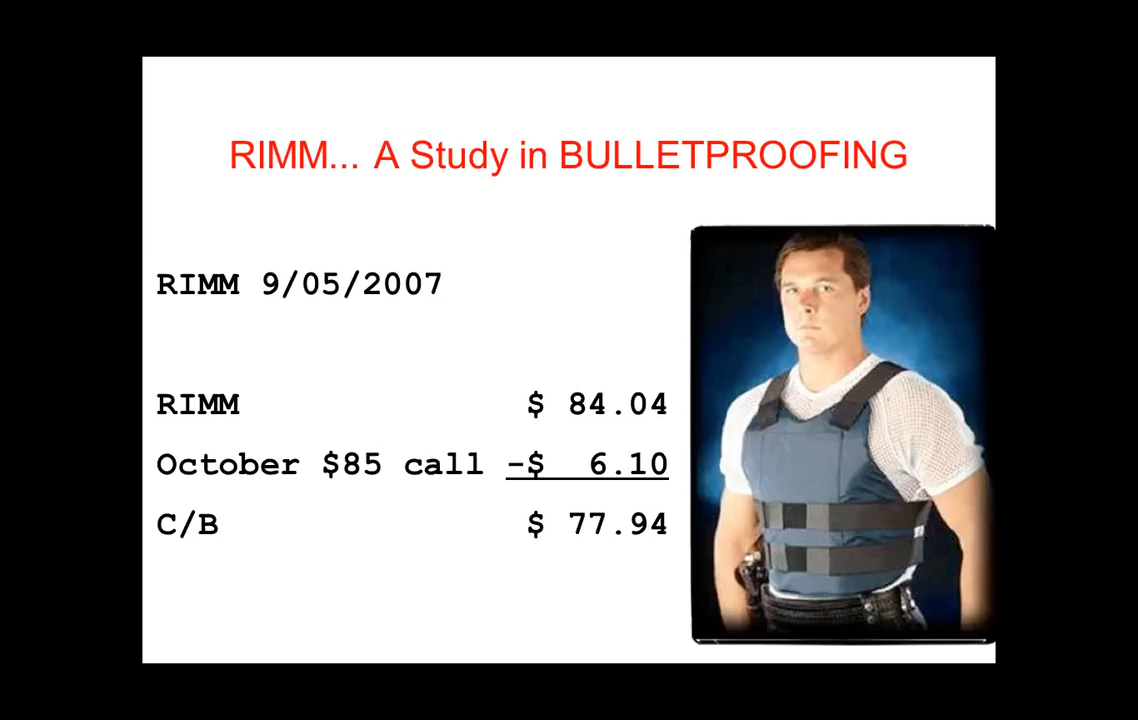 RIMM... A Study in BULLETPROOFING
RIMM 9/05/2007
RIMM $ 84.04
October $85 call -$ 6.10
C/B $ 77.94